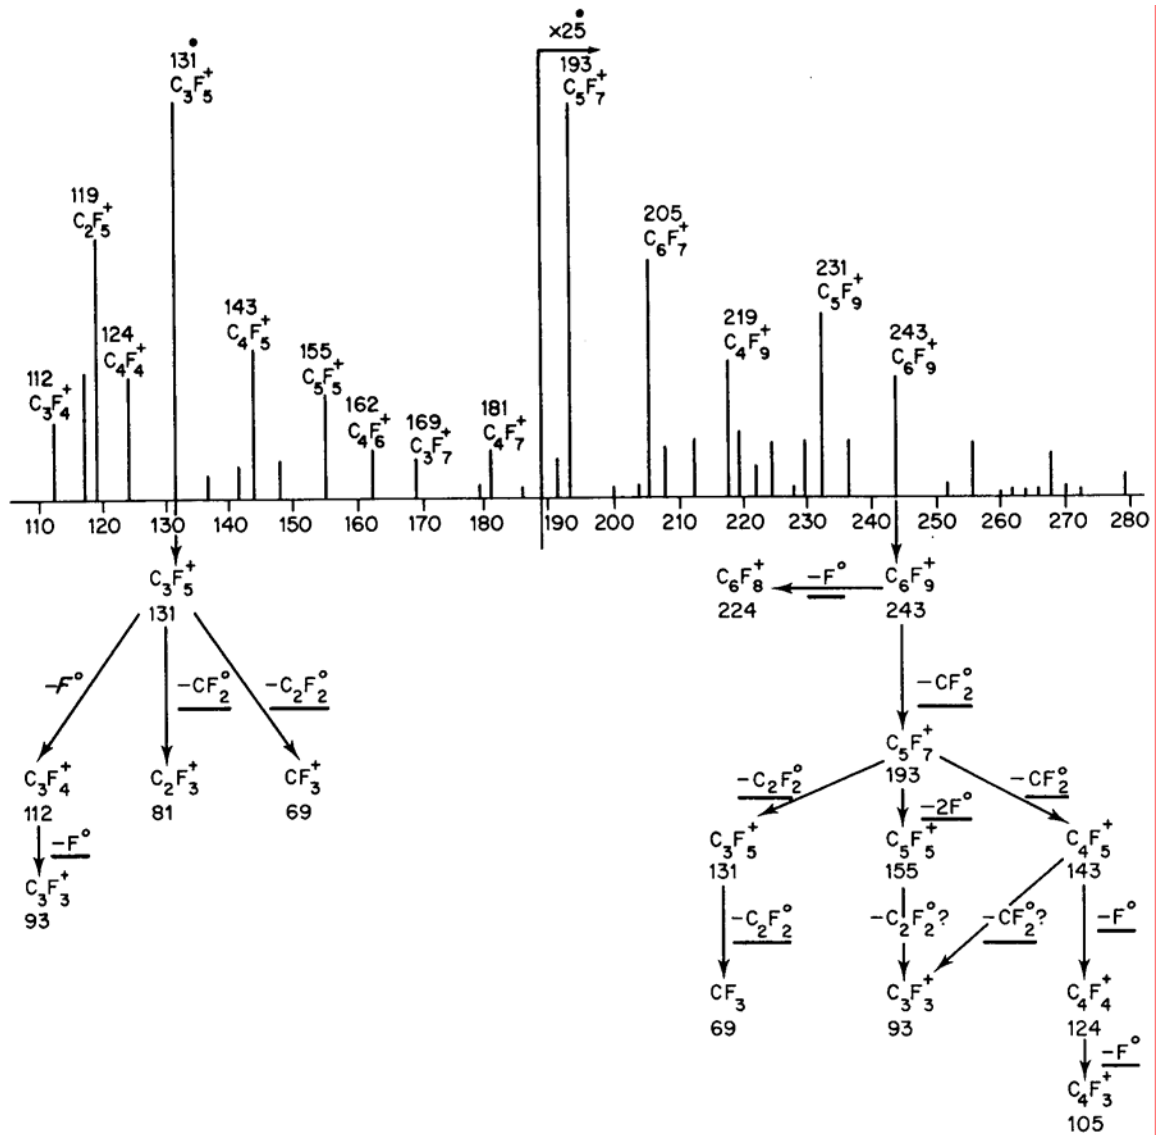 ×25
131
C₃F₅⁺
193
C₅F₇⁺
119
C₂F₅⁺
205
C₆F₇⁺
231
C₅F₉⁺
143
C₄F₅⁺
219
C₄F₉⁺
243
C₆F₉⁺
124
C₄F₄⁺
155
C₅F₅⁺
112
C₃F₄⁺
162
C₄F₆⁺
169
C₃F₇⁺
181
C₄F₇⁺
110 120 130 140 150 160 170 180 190 200 210 220 230 240 250 260 270 280
C₃F₅⁺
131
C₆F₈⁺ -F° C₆F₉⁺
224 243
-F° -CF₂° -C₂F₂°
-CF₂°
C₃F₄⁺ C₂F₃⁺ CF₃⁺
112 81 69
C₅F₇⁺
193
-C₂F₂° -2F° -CF₂°
-F°
C₃F₃⁺
93
C₃F₅⁺ C₅F₅⁺ C₄F₅⁺
131 155 143
-C₂F₂° -C₂F₂°? -CF₂°? -F°
CF₃ C₃F₃⁺ C₄F₄⁺
69 93 124
-F°
C₄F₃⁺
105